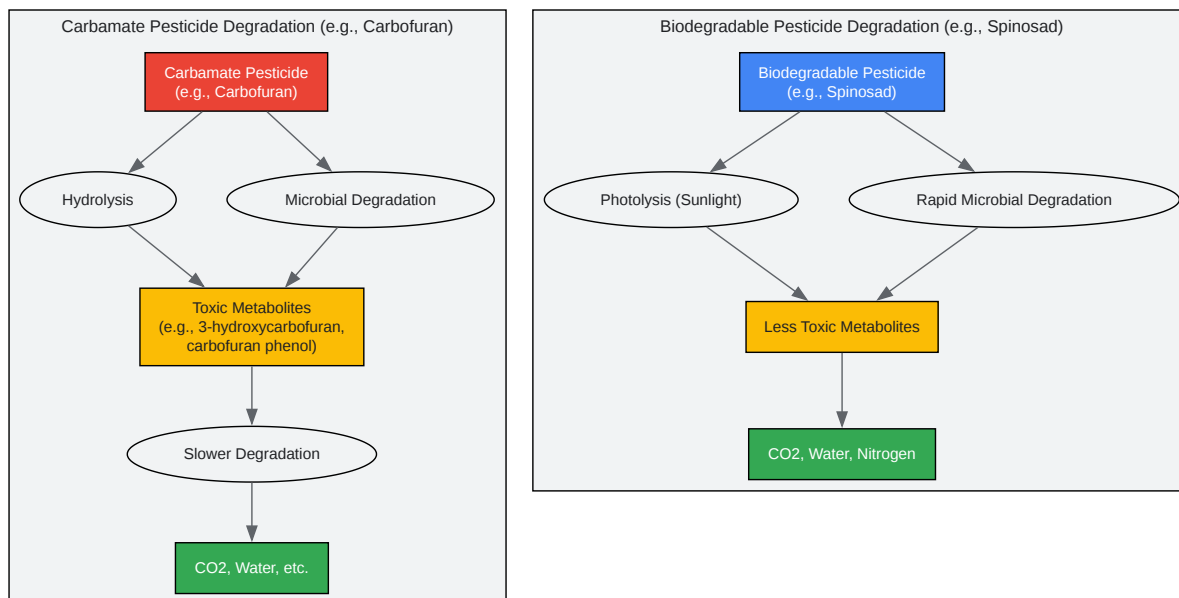 Carbamate Pesticide Degradation (e.g., Carbofuran)
Carbamate Pesticide
(e.g., Carbofuran)
Hydrolysis
Microbial Degradation
Toxic Metabolites
(e.g., 3-hydroxycarbofuran,
carbofuran phenol)
Slower Degradation
CO2, Water, etc.
Biodegradable Pesticide Degradation (e.g., Spinosad)
Biodegradable Pesticide
(e.g., Spinosad)
Photolysis (Sunlight)
Rapid Microbial Degradation
Less Toxic Metabolites
CO2, Water, Nitrogen